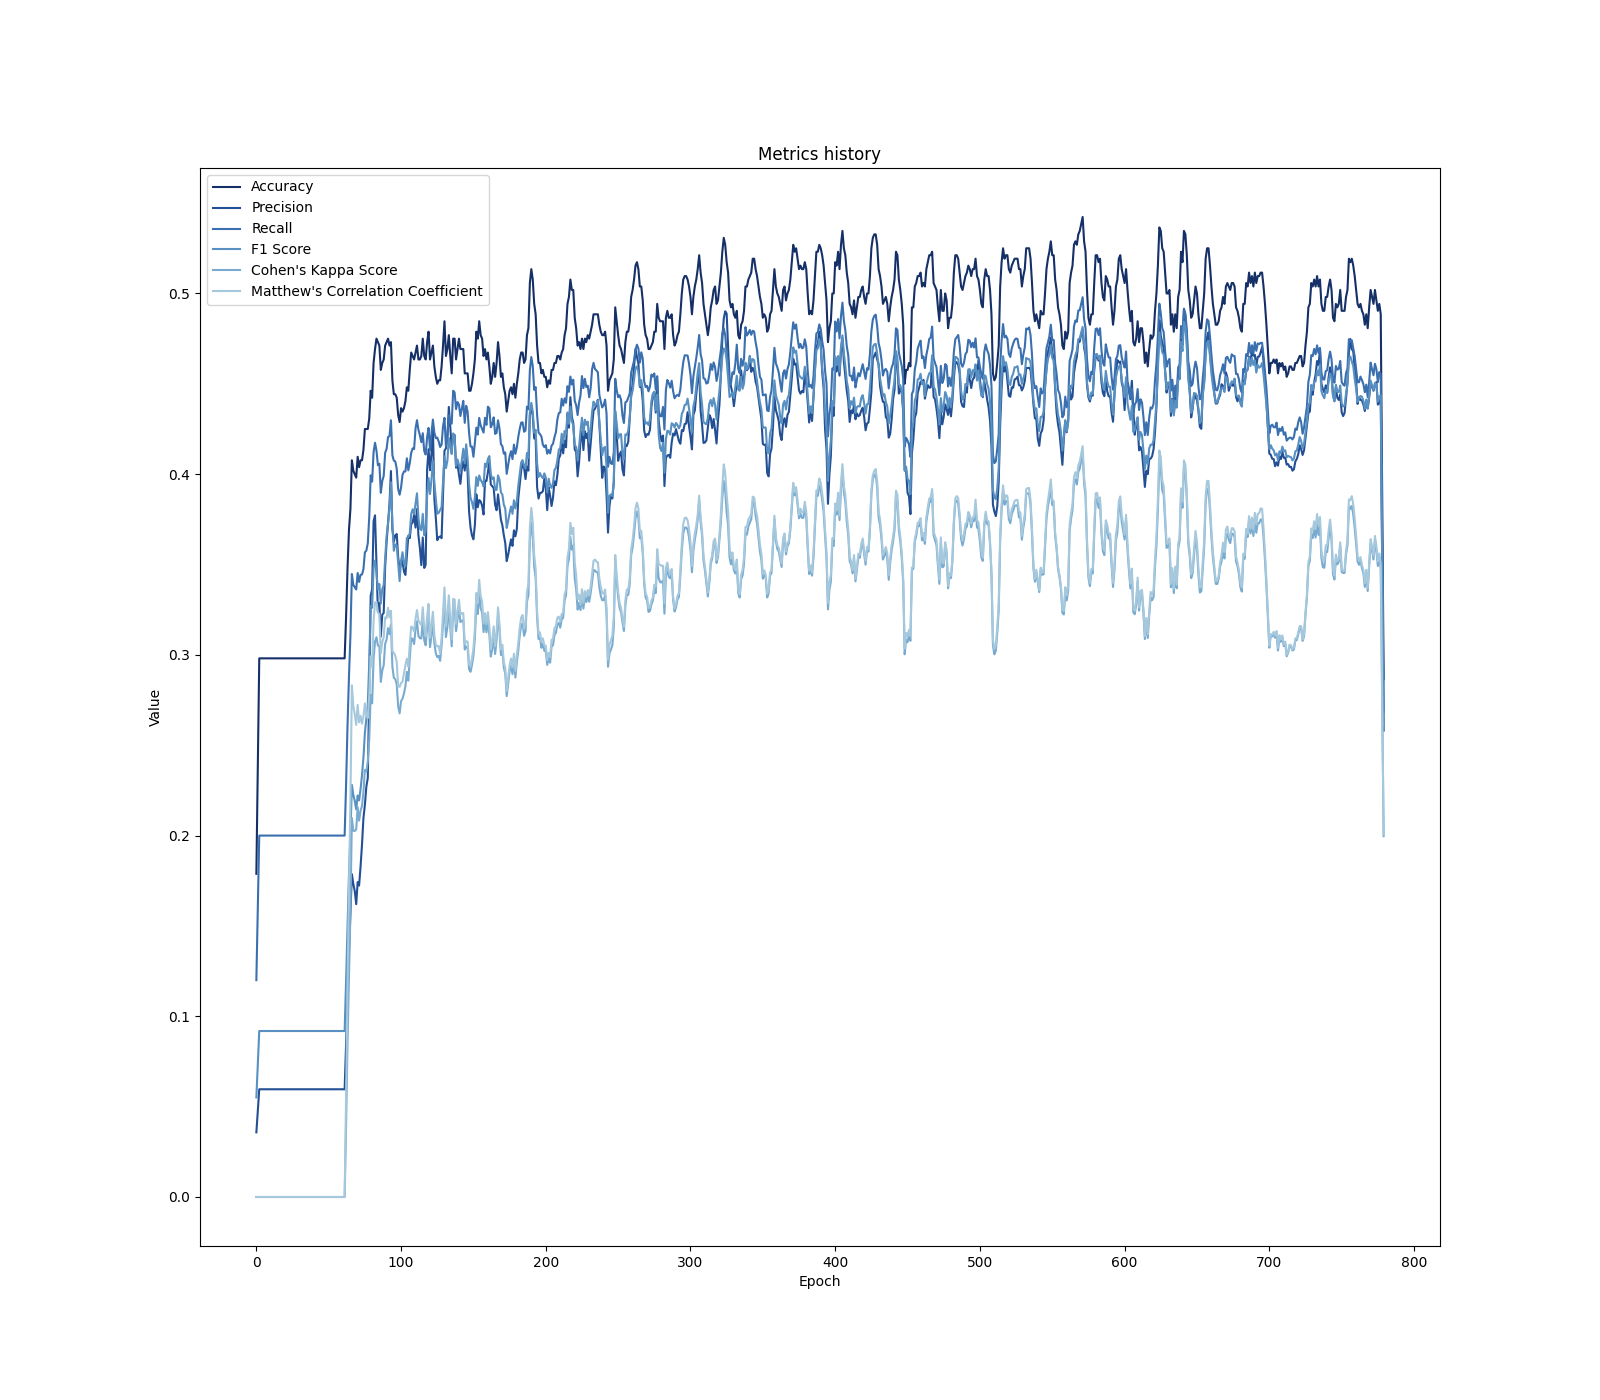 Metrics history
Accuracy
Precision
Recall
F1 Score
Cohen's Kappa Score
Matthew's Correlation Coefficient
Value
0.5
0.4
0.3
0.2
0.1
0.0
0 100 200 300 400 500 600 700 800
Epoch